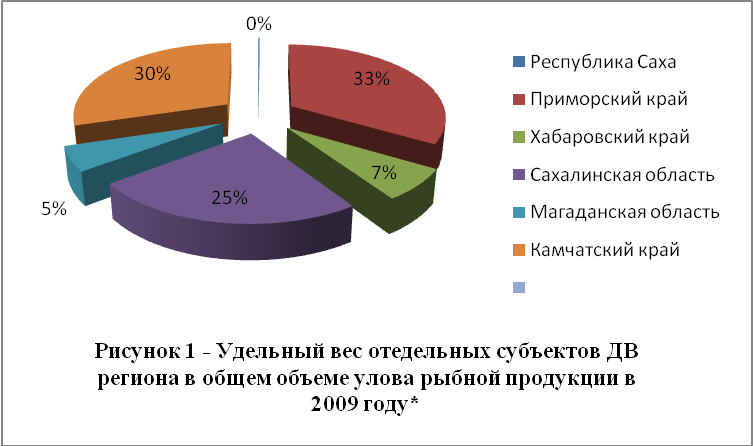 0%
30%
33%
7%
25%
5%
Республика Саха
Приморский край
Хабаровский край
Сахалинская область
Магаданская область
Камчатский край
Рисунок 1 - Удельный вес отедельных субъектов ДВ
региона в общем объеме улова рыбной продукции в
2009 году*